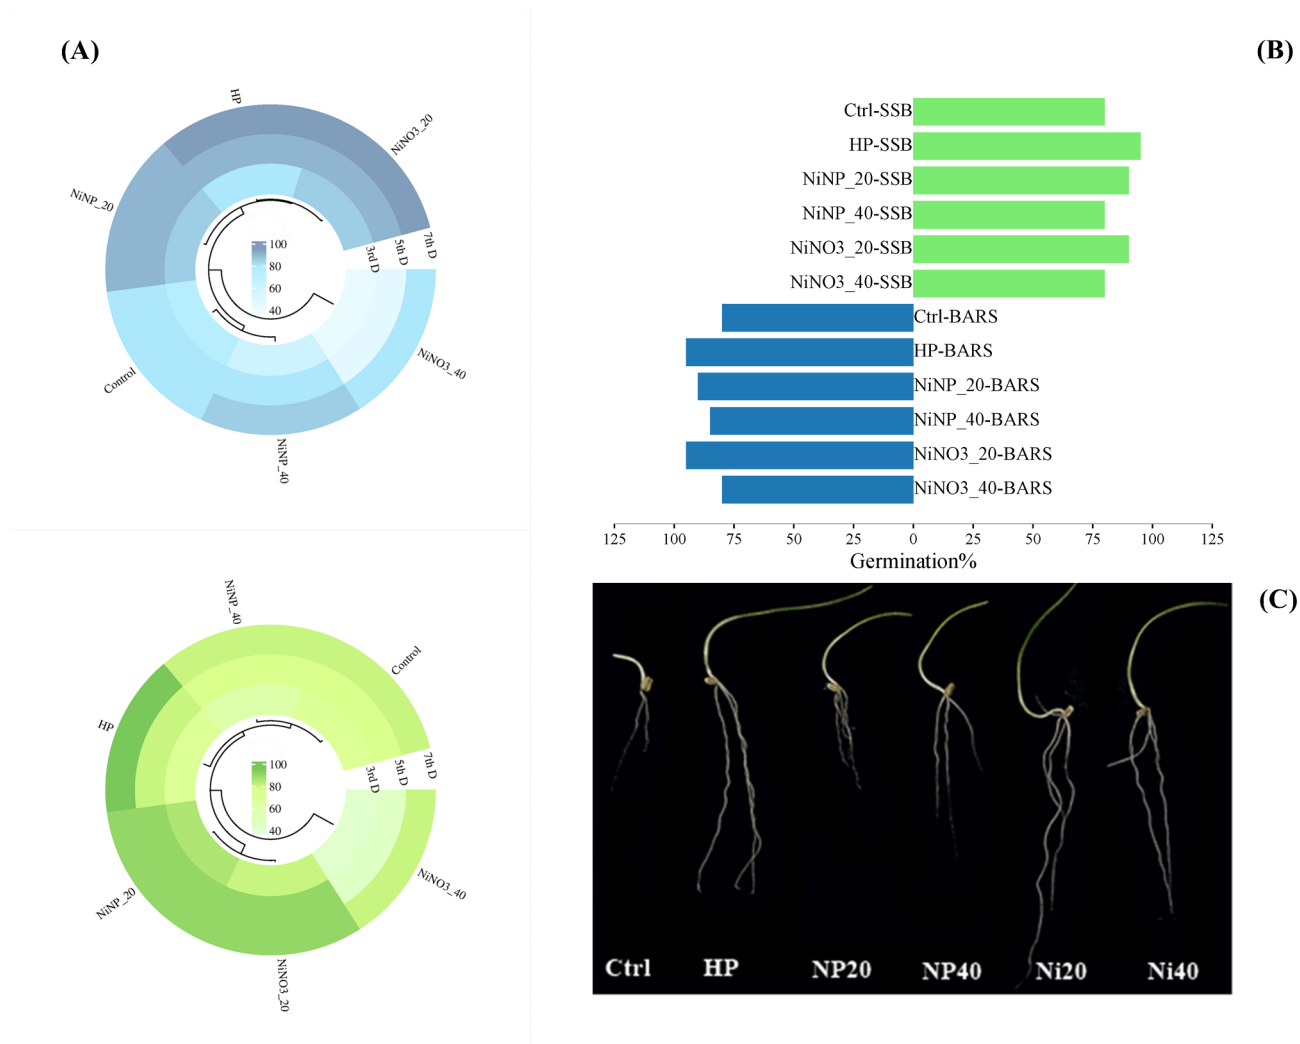 (A)
HP
NiNO3_20
NiNP_20
100
80
60
40
3rd D
5th D
7th D
Control
NiNO3_40
NiNP_40
NiNP_40
Control
HP
100
80
60
40
3rd D
5th D
7th D
NiNO3_40
NiNP_20
NiNO3_20
(B)
Ctrl-SSB
HP-SSB
NiNP_20-SSB
NiNP_40-SSB
NiNO3_20-SSB
NiNO3_40-SSB
Ctrl-BARS
HP-BARS
NiNP_20-BARS
NiNP_40-BARS
NiNO3_20-BARS
NiNO3_40-BARS
125 100 75 50 25 0 25 50 75 100 125
Germination%
(C)
Ctrl HP NP20 NP40 Ni20 Ni40